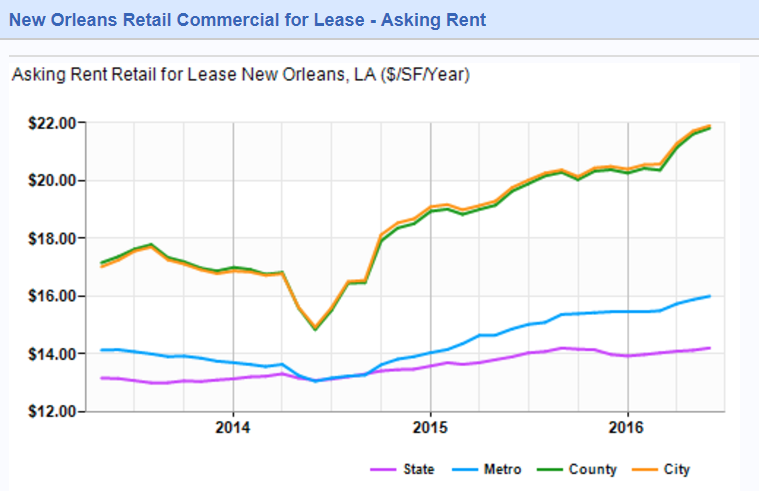 New Orleans Retail Commercial for Lease - Asking Rent
Asking Rent Retail for Lease New Orleans, LA ($/SF/Year)
$22.00
$20.00
$18.00
$16.00
$14.00
$12.00
2014 2015 2016
State Metro County City